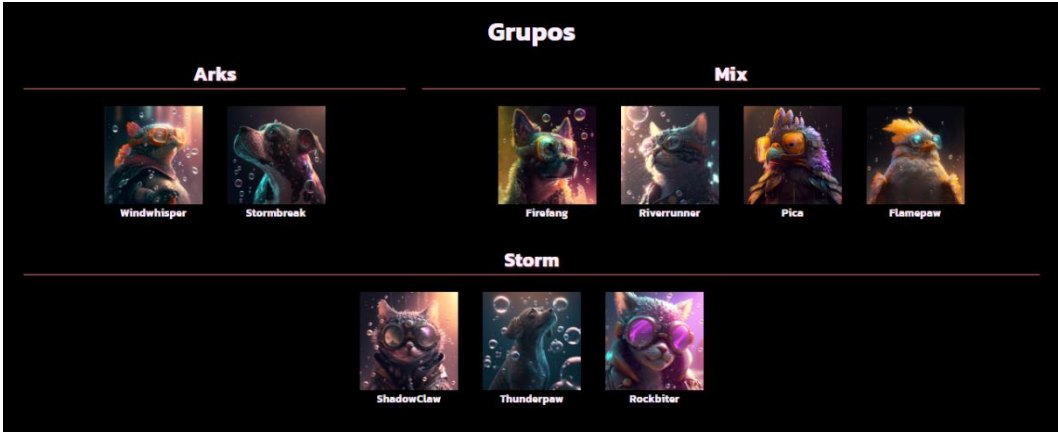 Grupos
Arks
Mix
Windwhisper
Stormbreak
Firefang
Riverrunner
Pica
Flamepaw
Storm
ShadowClaw
Thunderpaw
Rockbiter